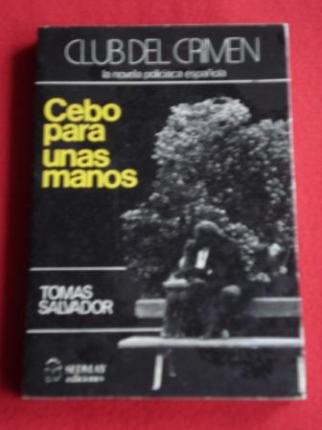 CLUB DEL CRIMEN
la novela policiaca española
Cebo
para
unas
manos
TOMAS
SALVADOR
SEDMAY
ediciones